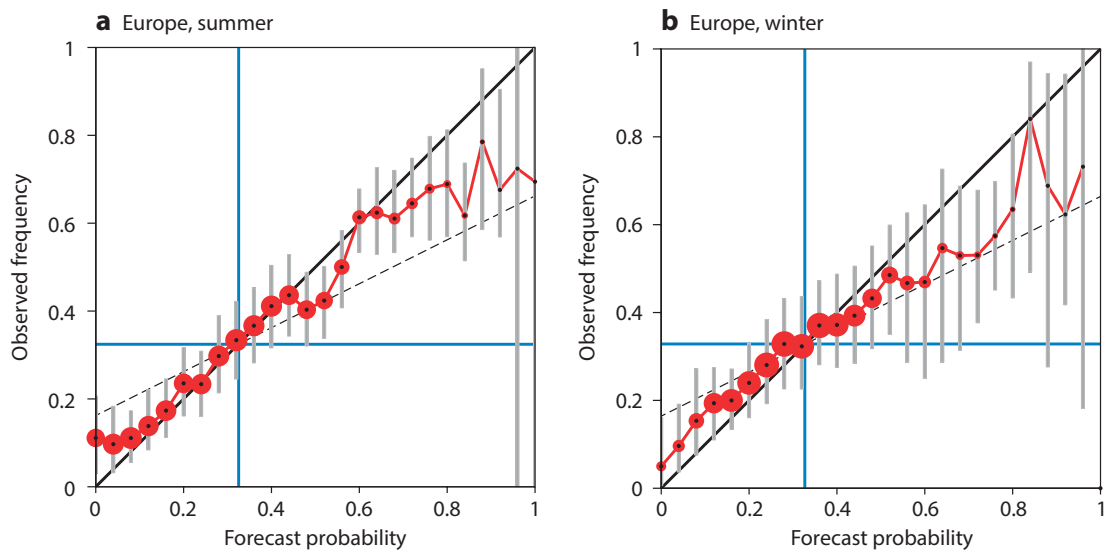 a Europe, summer
Observed frequency
1
0.8
0.6
0.4
0.2
0
0 0.2 0.4 0.6 0.8 1
Forecast probability
b Europe, winter
Observed frequency
1
0.8
0.6
0.4
0.2
0
0 0.2 0.4 0.6 0.8 1
Forecast probability